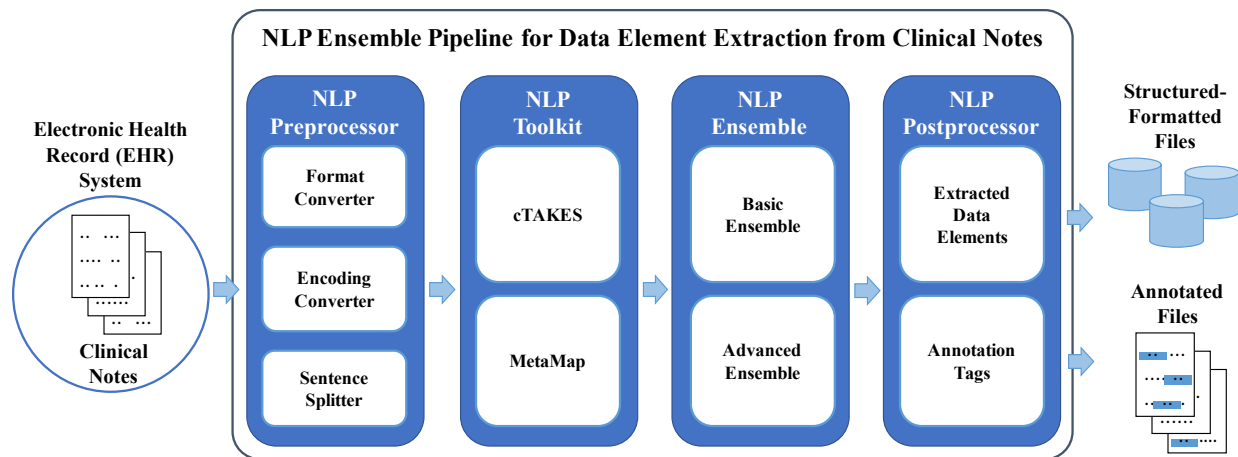 NLP Ensemble Pipeline for Data Element Extraction from Clinical Notes
Electronic Health
Record (EHR)
System
Clinical
Notes
NLP
Preprocessor
Format
Converter
Encoding
Converter
Sentence
Splitter
NLP
Toolkit
cTAKES
MetaMap
NLP
Ensemble
Basic
Ensemble
Advanced
Ensemble
NLP
Postprocessor
Extracted
Data
Elements
Annotation
Tags
Structured-
Formatted
Files
Annotated
Files